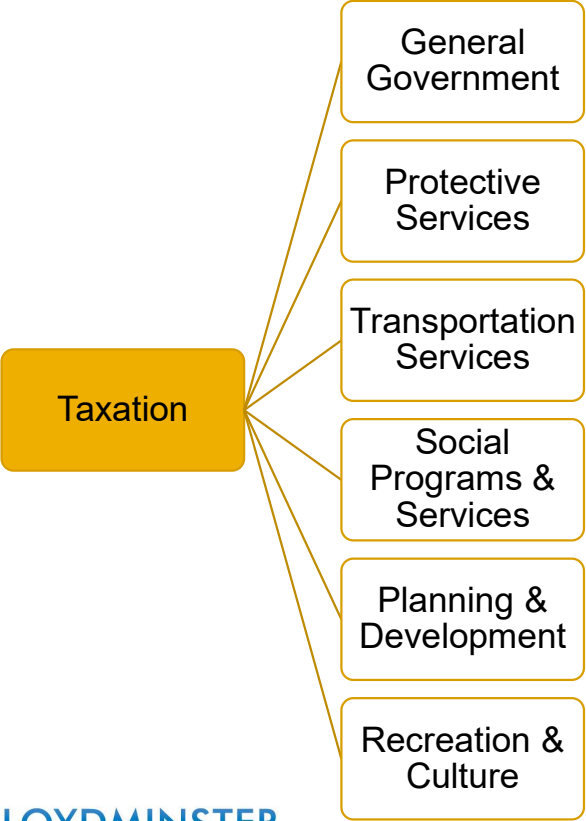 General
Government
Protective
Services
Transportation
Services
Taxation
Social
Programs &
Services
Planning &
Development
Recreation &
Culture